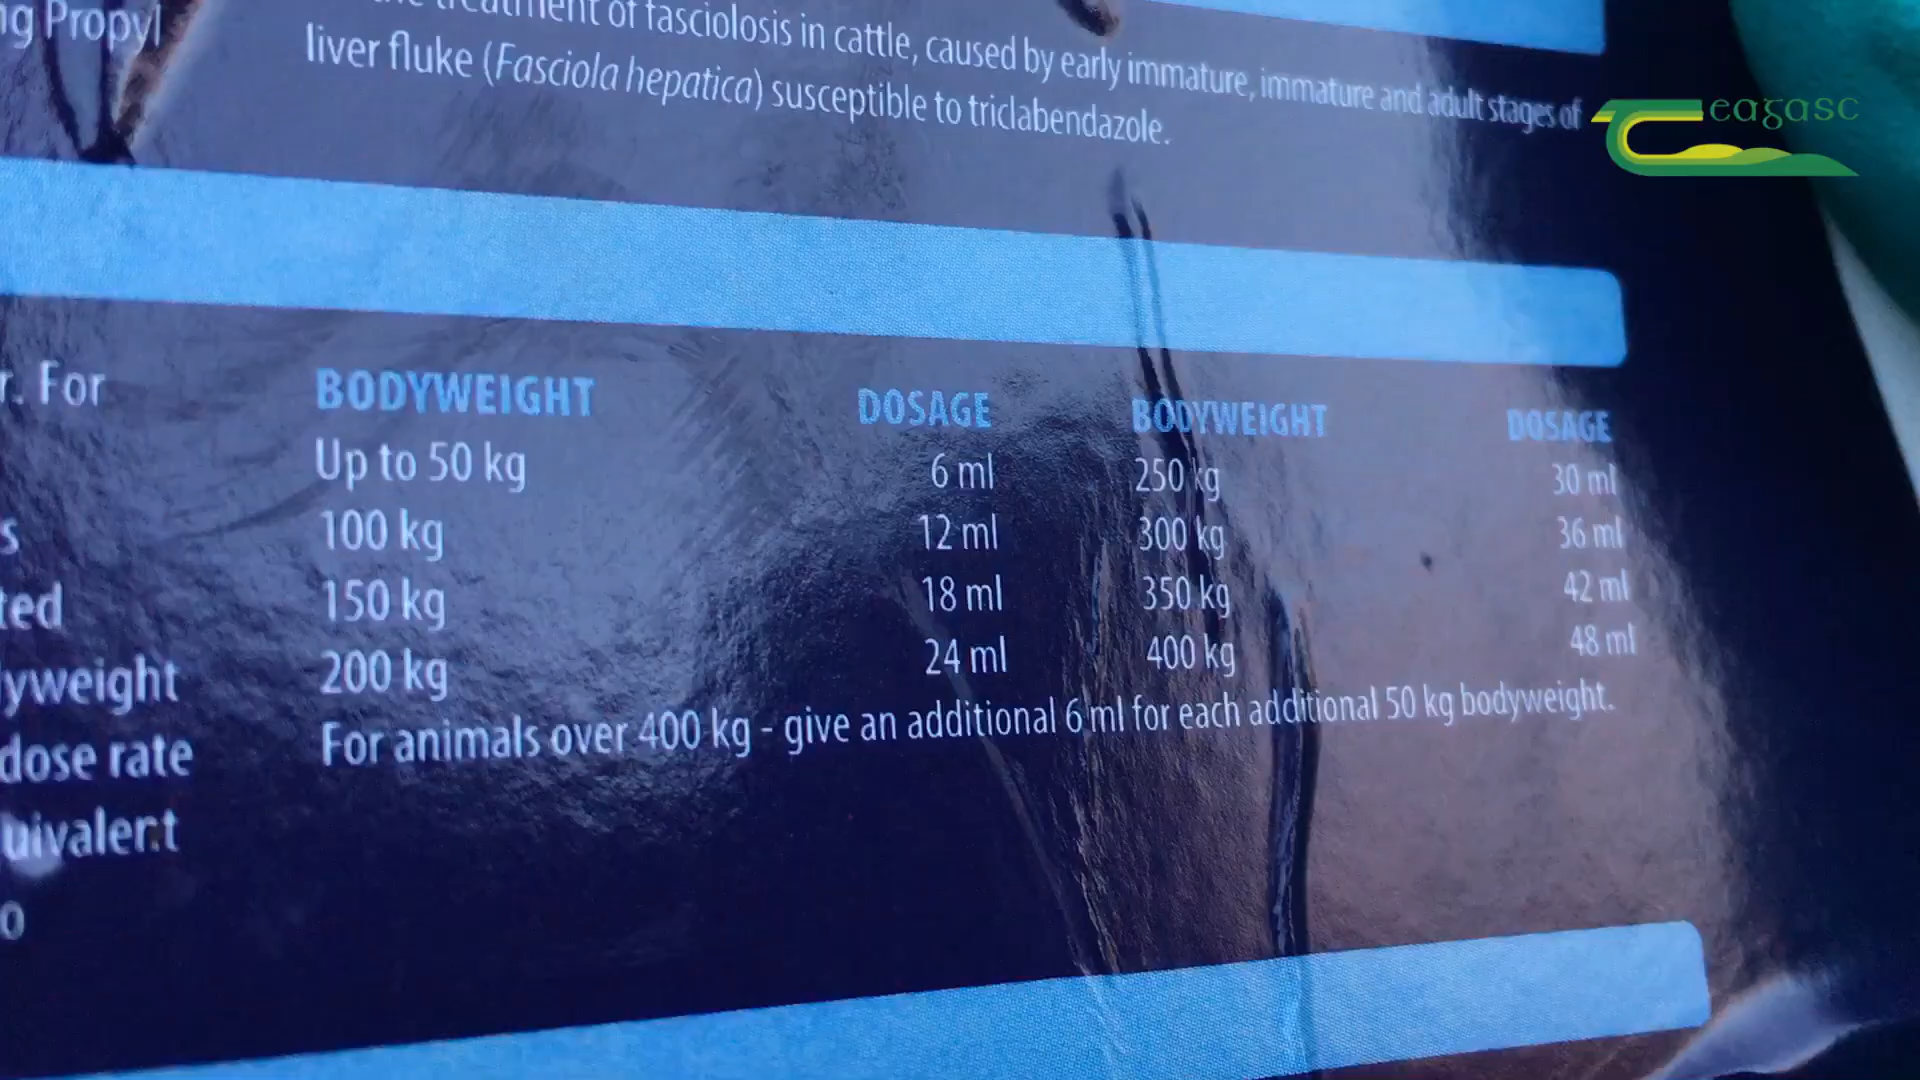 ng Propyl
the treatment of fasciolosis in cattle, caused by early immature, immature and adult stages of
liver fluke (Fasciola hepatica) susceptible to triclabendazole.
eagasc
r. For
s
ted
yweight
dose rate
uivalent
o
BODYWEIGHT DOSAGE BODYWEIGHT DOSAGE
Up to 50 kg 6 ml 250 kg 30 ml
100 kg 12 ml 300 kg 36 ml
150 kg 18 ml 350 kg 42 ml
200 kg 24 ml 400 kg 48 ml
For animals over 400 kg - give an additional 6 ml for each additional 50 kg bodyweight.